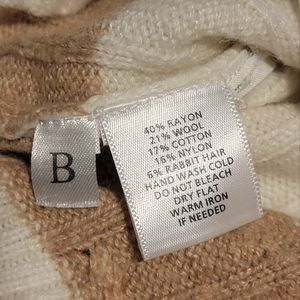 B
40% RAYON
21% WOOL
17% COTTON
16% NYLON
6% RABBIT HAIR
HAND WASH COLD
DO NOT BLEACH
DRY FLAT
WARM IRON
IF NEEDED